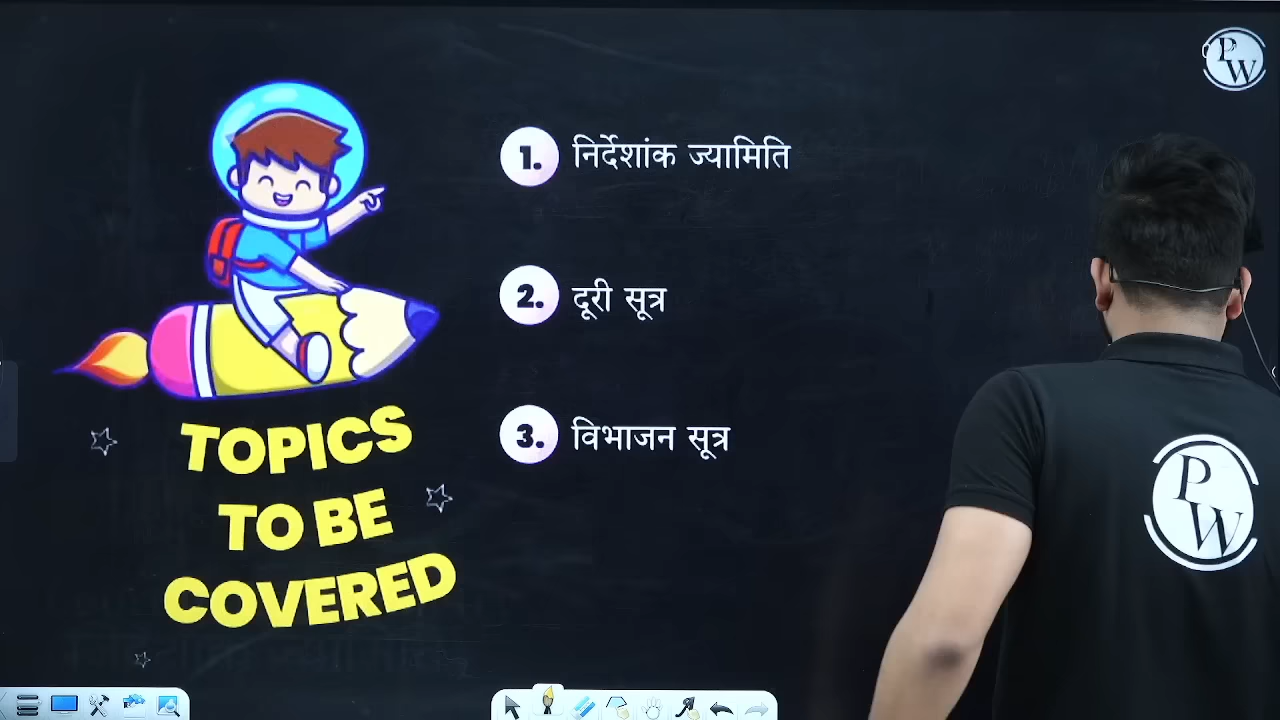 PW
1. निर्देशांक ज्यामिति
2. दूरी सूत्र
3. विभाजन सूत्र
TOPICS
TO BE
COVERED
PW